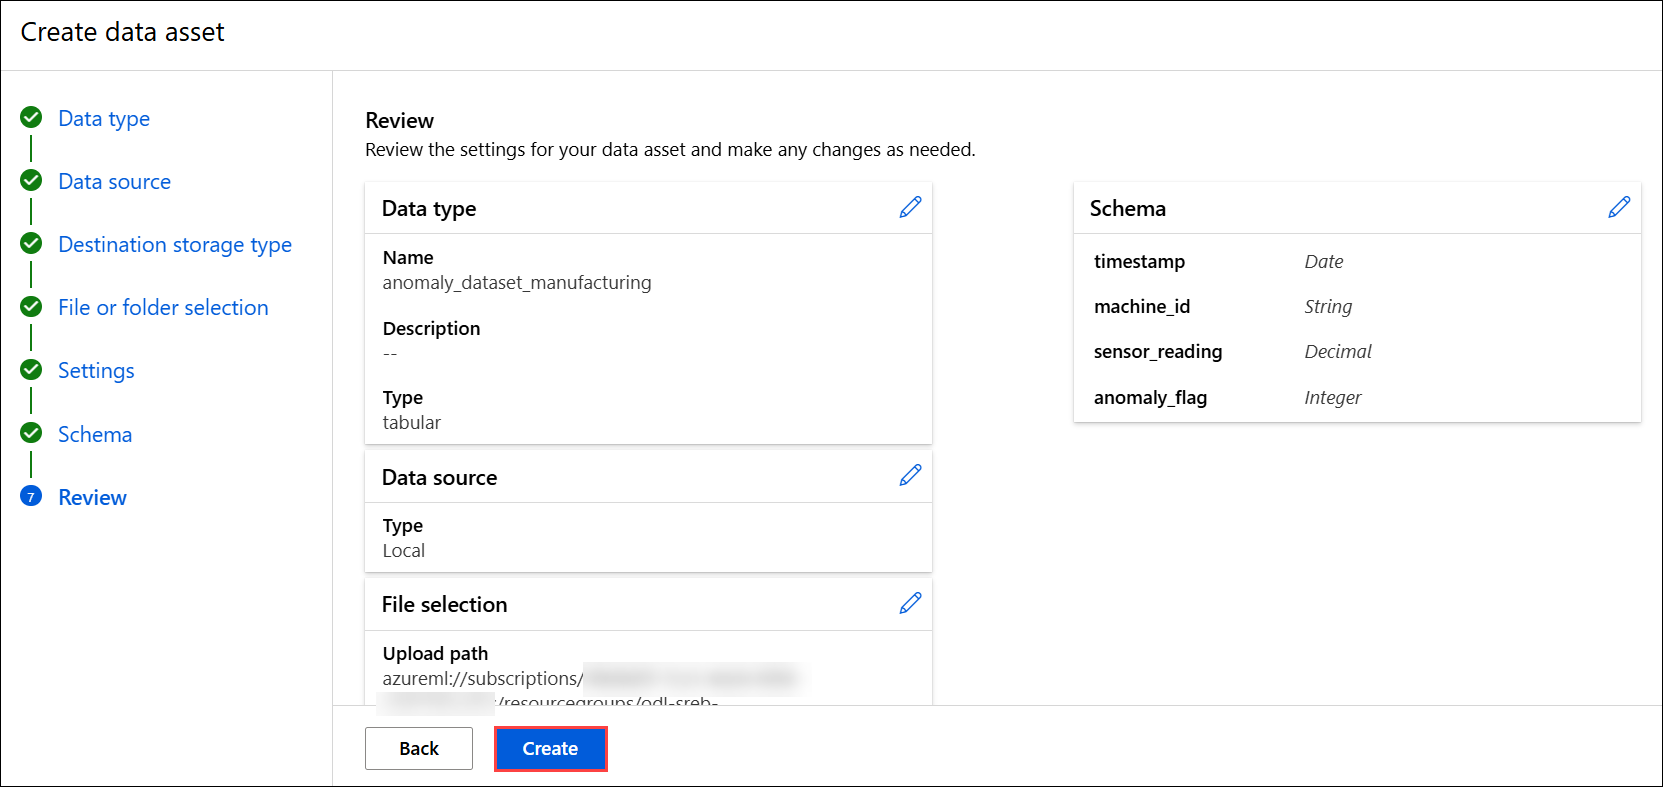 Create data asset
Data type
Data source
Destination storage type
File or folder selection
Settings
Schema
7 Review
Review
Review the settings for your data asset and make any changes as needed.
Data type
Name
anomaly_dataset_manufacturing
Description
--
Type
tabular
Data source
Type
Local
File selection
Upload path
azureml://subscriptions/
/resourcegroups/odl-sreb-
Schema
timestamp Date
machine_id String
sensor_reading Decimal
anomaly_flag Integer
Back Create